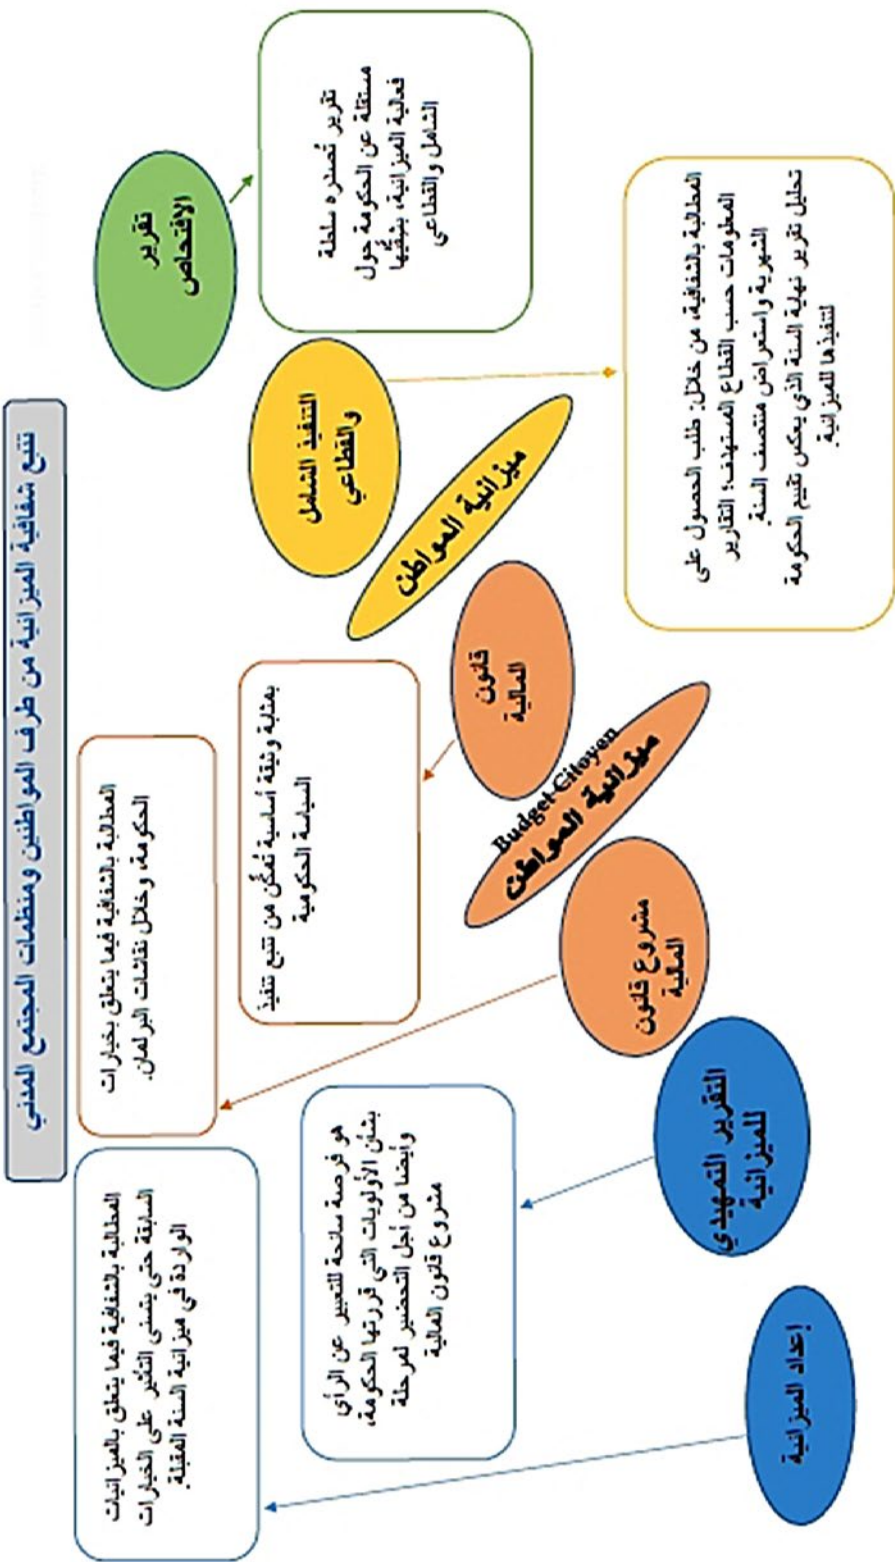 تتبع شفافية الميزانية من طرف المواطنين ومنظمات المجتمع المدني
إعداد الميزانية
المطالبة بالشفافية فيما يتعلق بالميزانيات
السابقة حتى يتسنى التأثير على الخيارات
الواردة في ميزانية السنة المقبلة.
التقرير التمهيدي
للميزانية
هو فرصة سانحة للتعبير عن الرأي
بشأن الأولويات التي قررتها الحكومة،
وأيضا من أجل التحضير لمرحلة
مشروع قانون المالية
مشروع قانون
المالية
المطالبة بالشفافية فيما يتعلق بخيارات
الحكومة، وخلال نقاشات البرلمان.
Budget Citoyen
ميزانية المواطن
قانون
المالية
بمثابة وثيقة أساسية تُمكّن من تتبع تنفيذ
السياسة الحكومية
ميزانية المواطن
التنفيذ الشامل
والقطاعي
المطالبة بالشفافية، من خلال: طلب الحصول على
المعلومات حسب القطاع المستهدف؛ التقارير
الشهرية واستعراض منتصف السنة.
تحليل تقرير نهاية السنة الذي يعكس تقييم الحكومة
لتنفيذها للميزانية.
تقرير
الافتحاص
تقرير تُصدره سلطة
مستقلة عن الحكومة حول
فعالية الميزانية، بشقّيها
الشامل والقطاعي